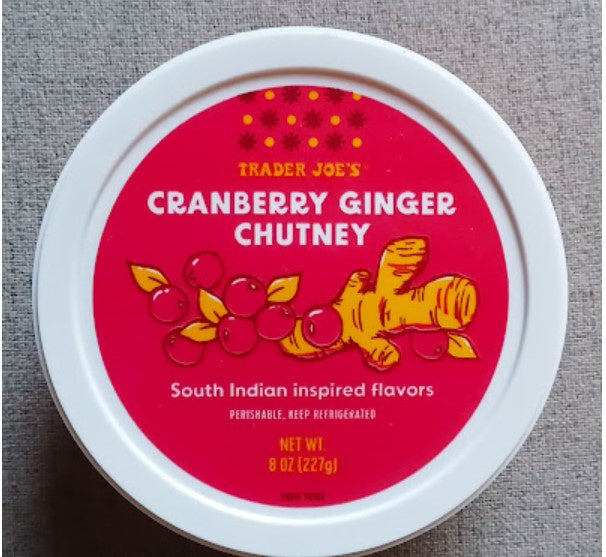 TRADER JOE'S
CRANBERRY GINGER
CHUTNEY
South Indian inspired flavors
PERISHABLE, KEEP REFRIGERATED
NET WT.
8 OZ (227g)